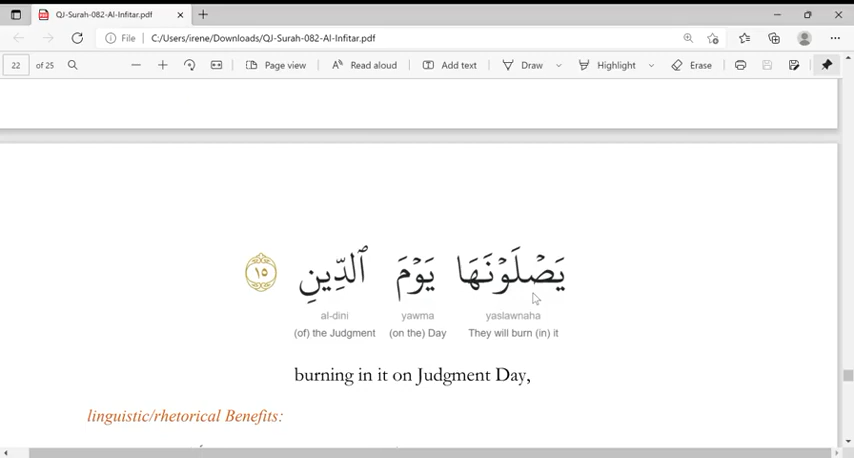 QJ-Surah-082-Al-Infitar.pdf
File C:/Users/irene/Downloads/QJ-Surah-082-Al-Infitar.pdf
22 of 25 Page view Read aloud Add text Draw Highlight Erase
يَصْلَوْنَهَا يَوْمَ ٱلدِّينِ ١٥
al-dini yawma yaslawnaha
(of) the Judgment (on the) Day They will burn (in) it
burning in it on Judgment Day,
linguistic/rhetorical Benefits: